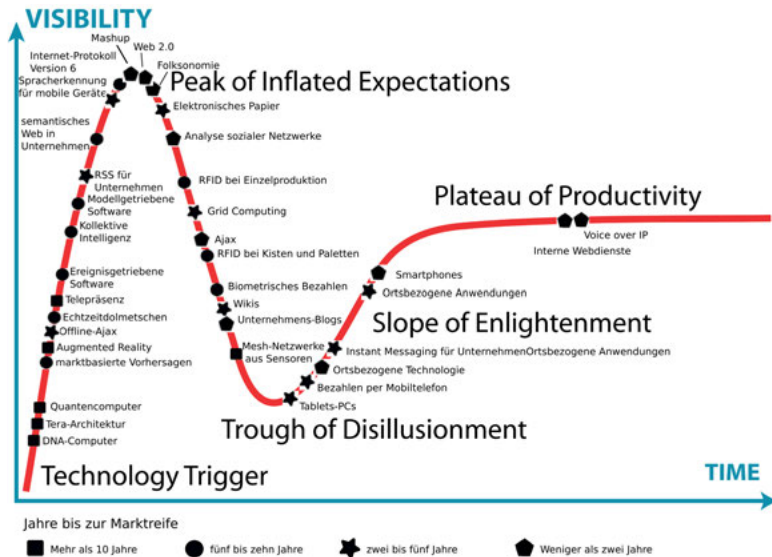 VISIBILITY
Mashup
Web 2.0
Internet-Protokoll
Version 6
Folksonomie
Spracherkennung
für mobile Geräte
Peak of Inflated Expectations
Elektronisches Papier
semantisches
Web in
Unternehmen
Analyse sozialer Netzwerke
RSS für
Unternehmen
RFID bei Einzelproduktion
Modellgetriebene
Software
Grid Computing
Kollektive
Intelligenz
Ajax
RFID bei Kisten und Paletten
Plateau of Productivity
Voice over IP
Interne Webdienste
Ereignisgetriebene
Software
Biometrisches Bezahlen
Smartphones
Ortsbezogene Anwendungen
Telepräsenz
Wikis
Echtzeitdolmetschen
Unternehmens-Blogs
Offline-Ajax
Slope of Enlightenment
Augmented Reality
Mesh-Netzwerke
aus Sensoren
Instant Messaging für UnternehmenOrtsbezogene Anwendungen
marktbasierte Vorhersagen
Ortsbezogene Technologie
Bezahlen per Mobiltelefon
Tablets-PCs
Quantencomputer
Tera-Architektur
DNA-Computer
Trough of Disillusionment
Technology Trigger
TIME
Jahre bis zur Marktreife
Mehr als 10 Jahre
fünf bis zehn Jahre
zwei bis fünf Jahre
Weniger als zwei Jahre